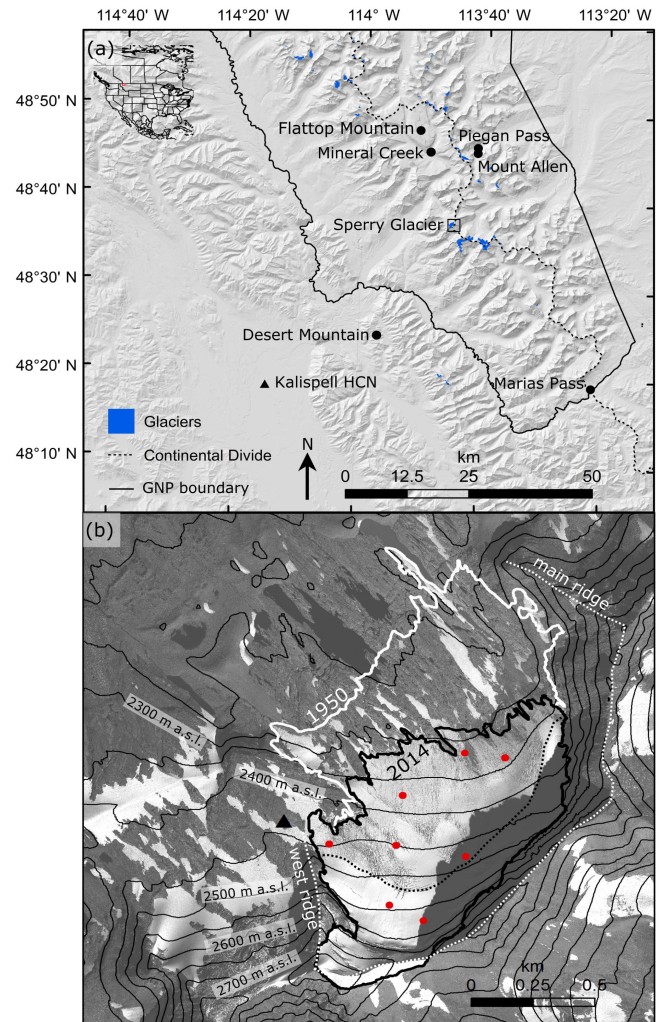 114°40' W
114°20' W
114°0' W
113°40' W
113°20' W
(a)
48°50' N
Flattop Mountain
Piegan Pass
Mineral Creek
Mount Allen
48°40' N
Sperry Glacier
48°30' N
Desert Mountain
48°20' N
Kalispell HCN
Marias Pass
Glaciers
48°10' N
Continental Divide
GNP boundary
N
km
0 12.5 25 50
(b)
main ridge
1950
2300 m a.s.l.
2014
2400 m a.s.l.
west ridge
2500 m a.s.l.
2600 m a.s.l.
2700 m a.s.l.
km
0 0.25 0.5